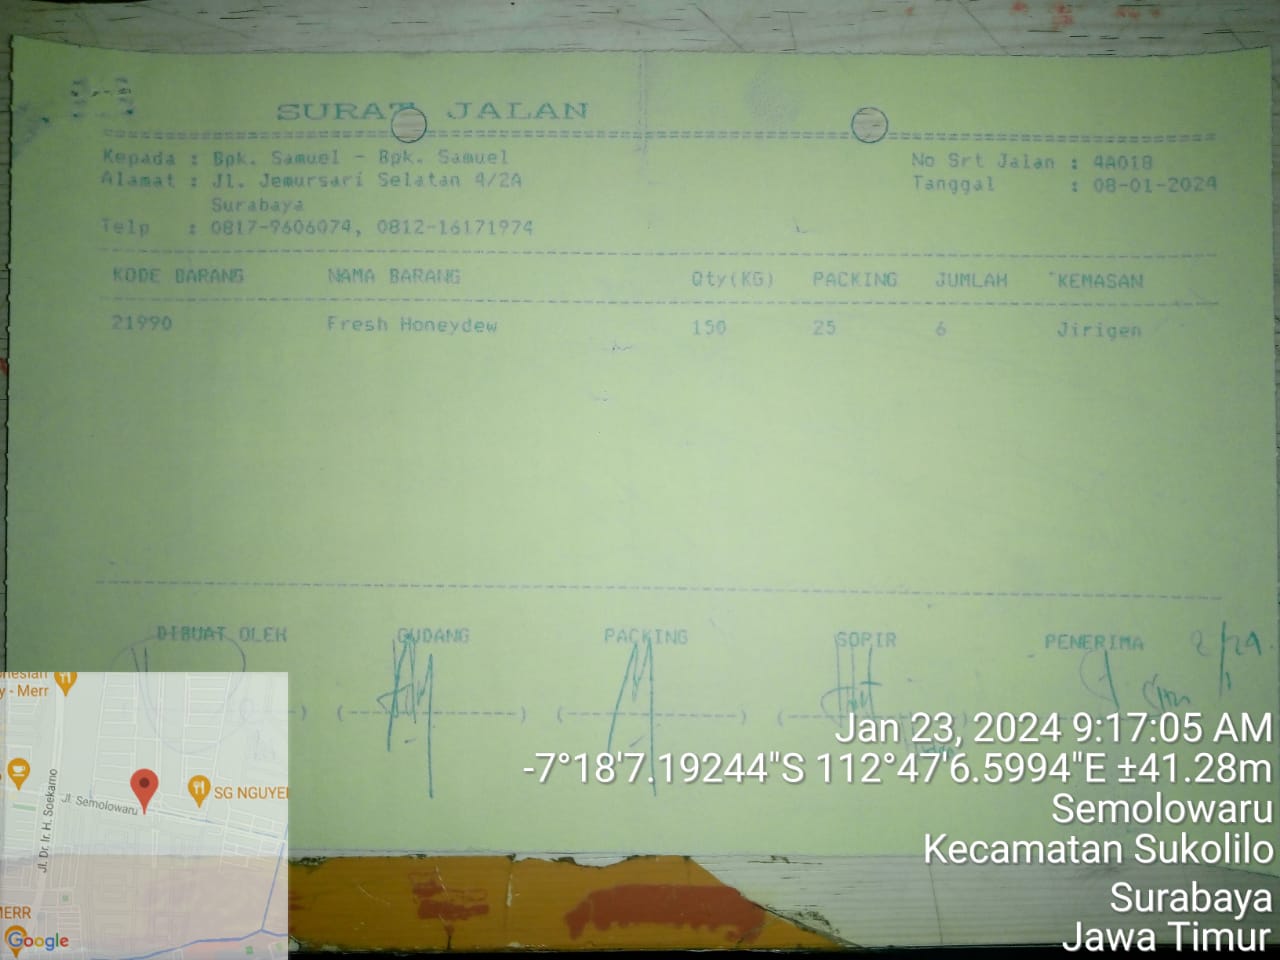 SURAT JALAN
Kepada : Bpk. Samuel - Bpk. Samuel
No Srt Jalan : 4A018
Alamat : Jl. Jemursari Selatan 4/2A
Tanggal : 08-01-2024
Surabaya
Telp : 0817-9606074, 0812-16171974
KODE BARANG NAMA BARANG Qty(KG) PACKING JUMLAH KEMASAN
21990 Fresh Honeydew 150 25 6 Jirigen
DIBUAT OLEH GUDANG PACKING SOPIR PENERIMA
Jan 23, 2024 9:17:05 AM
-7°18'7.19244"S 112°47'6.5994"E ±41.28m
Semolowaru
Kecamatan Sukolilo
Surabaya
Jawa Timur
y - Merr
Jl. Dr. Ir. H. Soekarno
Jl. Semolowaru
SG NGUYEN
MERR
Google